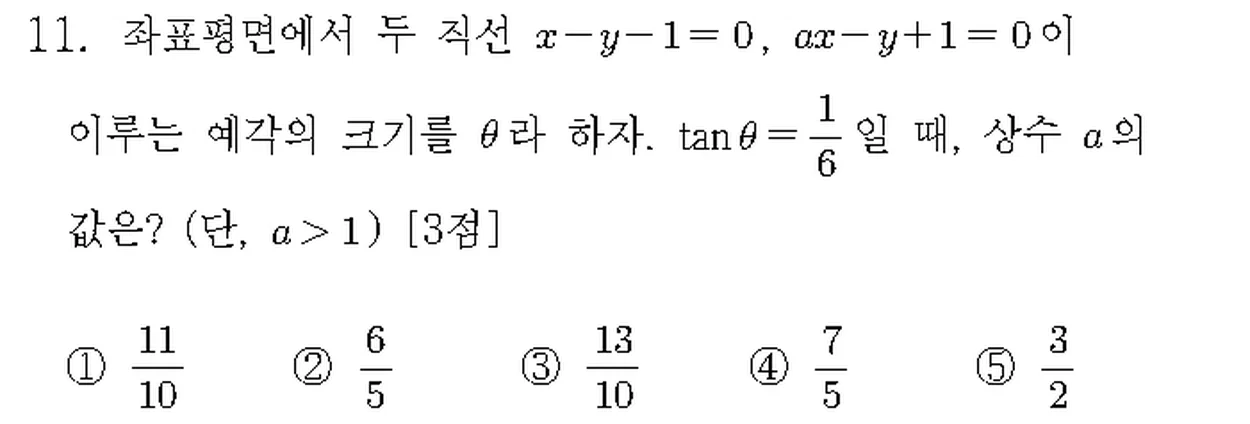 11. 좌표평면에서 두 직선 x-y-1=0, ax-y+1=0이
이루는 예각의 크기를 θ라 하자. tanθ=1/6일 때, 상수 a의
값은? (단, a>1) [3점]
① 11/10 ② 6/5 ③ 13/10 ④ 7/5 ⑤ 3/2